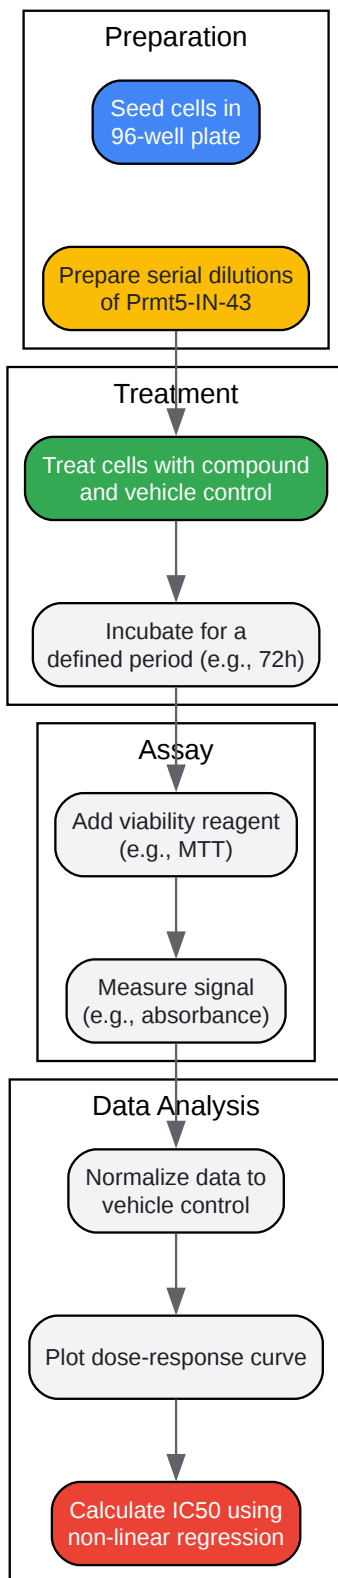 Preparation
Seed cells in
96-well plate
Prepare serial dilutions
of Prmt5-IN-43
Treatment
Treat cells with compound
and vehicle control
Incubate for a
defined period (e.g., 72h)
Assay
Add viability reagent
(e.g., MTT)
Measure signal
(e.g., absorbance)
Data Analysis
Normalize data to
vehicle control
Plot dose-response curve
Calculate IC50 using
non-linear regression